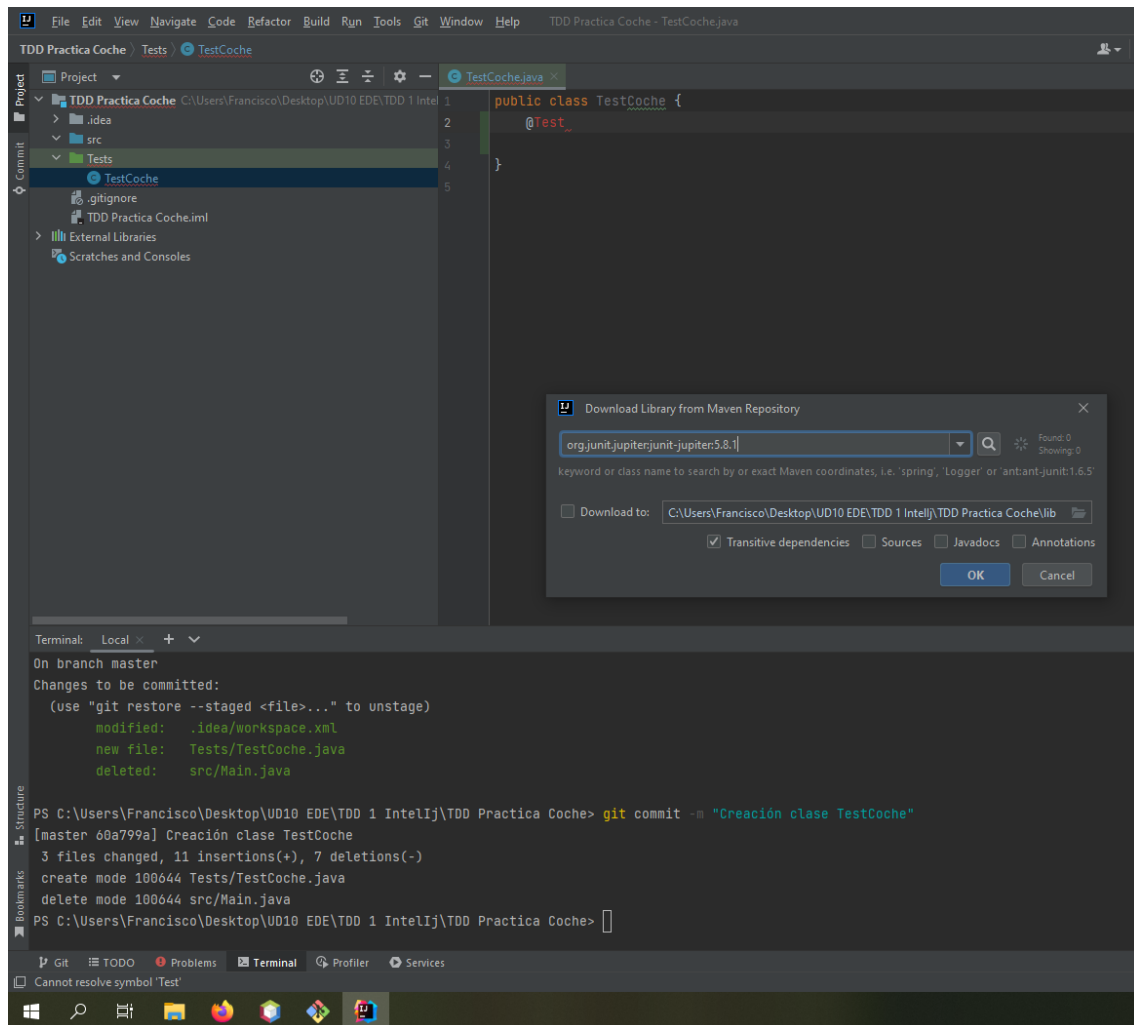 File Edit View Navigate Code Refactor Build Run Tools Git Window Help TDD Practica Coche - TestCoche.java
TDD Practica Coche Tests TestCoche
Project
TestCoche.java
Project
TDD Practica Coche C:\Users\Francisco\Desktop\UD10 EDE\TDD 1 Intel
.idea
src
Tests
TestCoche
.gitignore
TDD Practica Coche.iml
External Libraries
Scratches and Consoles
Commit
1 public class TestCoche {
2 @Test
3
4 }
5
Download Library from Maven Repository
org.junit.jupiter:junit-jupiter:5.8.1
Found: 0
Showing: 0
keyword or class name to search by or exact Maven coordinates, i.e. 'spring', 'Logger' or 'ant:ant-junit:1.6.5'
Download to: C:\Users\Francisco\Desktop\UD10 EDE\TDD 1 Intellj\TDD Practica Coche\lib
Transitive dependencies Sources Javadocs Annotations
OK Cancel
Terminal: Local
On branch master
Changes to be committed:
(use "git restore --staged <file>..." to unstage)
modified: .idea/workspace.xml
new file: Tests/TestCoche.java
deleted: src/Main.java
PS C:\Users\Francisco\Desktop\UD10 EDE\TDD 1 IntelIj\TDD Practica Coche> git commit -m "Creación clase TestCoche"
[master 60a799a] Creación clase TestCoche
3 files changed, 11 insertions(+), 7 deletions(-)
create mode 100644 Tests/TestCoche.java
delete mode 100644 src/Main.java
PS C:\Users\Francisco\Desktop\UD10 EDE\TDD 1 IntelIj\TDD Practica Coche>
Structure
Bookmarks
Git TODO Problems Terminal Profiler Services
Cannot resolve symbol 'Test'